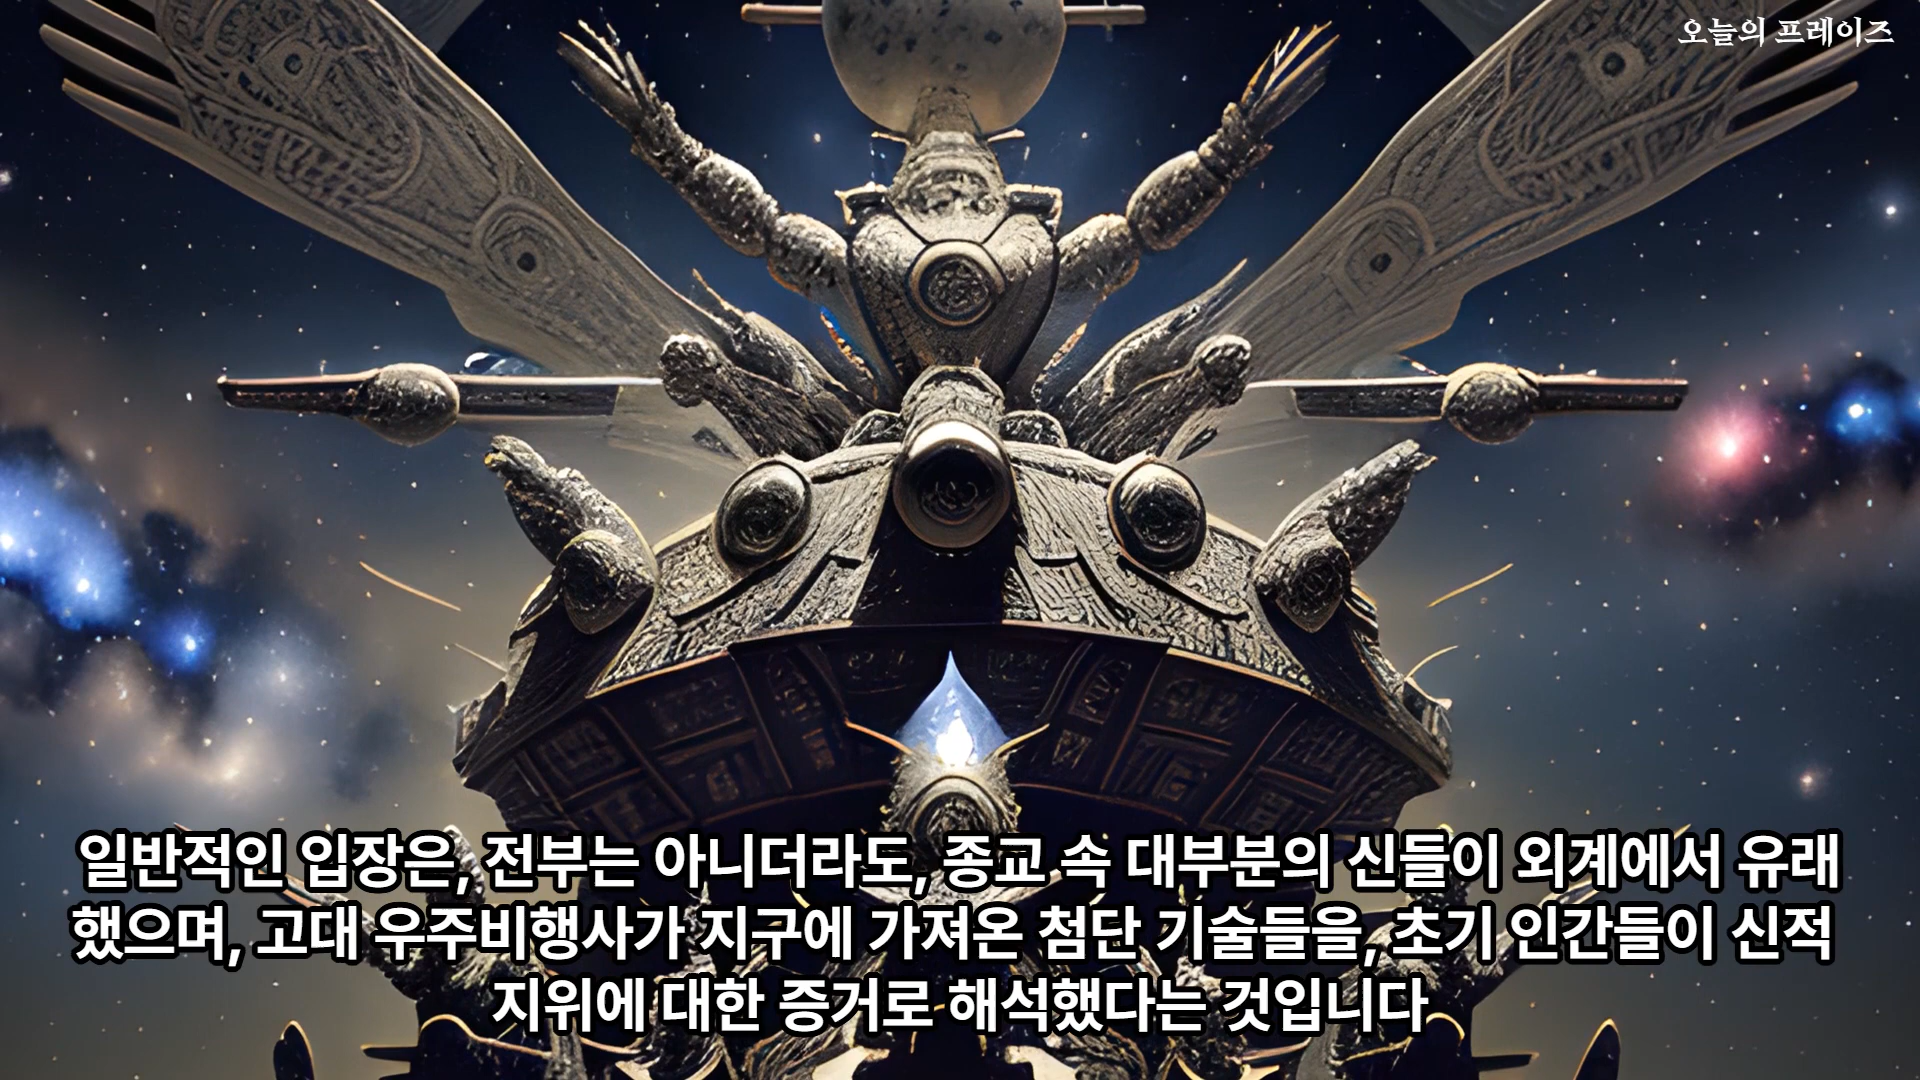 오늘의 프레이즈
일반적인 입장은, 전부는 아니더라도, 종교 속 대부분의 신들이 외계에서 유래
했으며, 고대 우주비행사가 지구에 가져온 첨단 기술들을, 초기 인간들이 신적
지위에 대한 증거로 해석했다는 것입니다